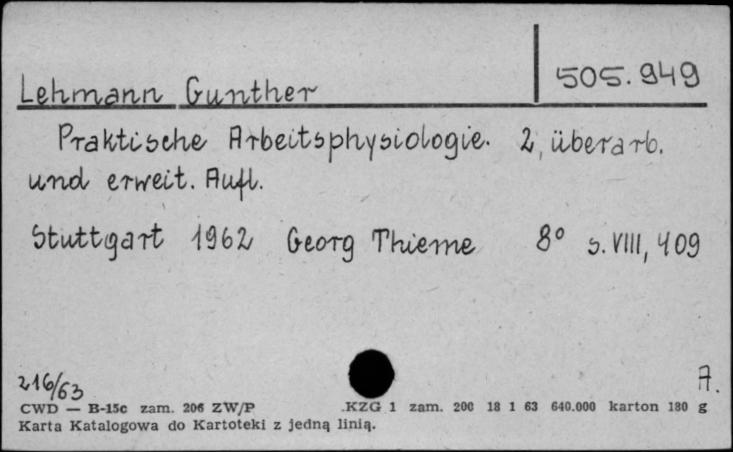 505.949
Lehmann Gunther
Praktische Arbeitsphysiologie. 2, überarb.
und erweit. Aufl.
Stuttgart 1962 Georg Thieme 8° s. VIII, 409
216/63 A.
CWD — B-15c zam. 206 ZW/P .KZG 1 zam. 200 18 1 63 640.000 karton 180 g
Karta Katalogowa do Kartoteki z jedną linią.